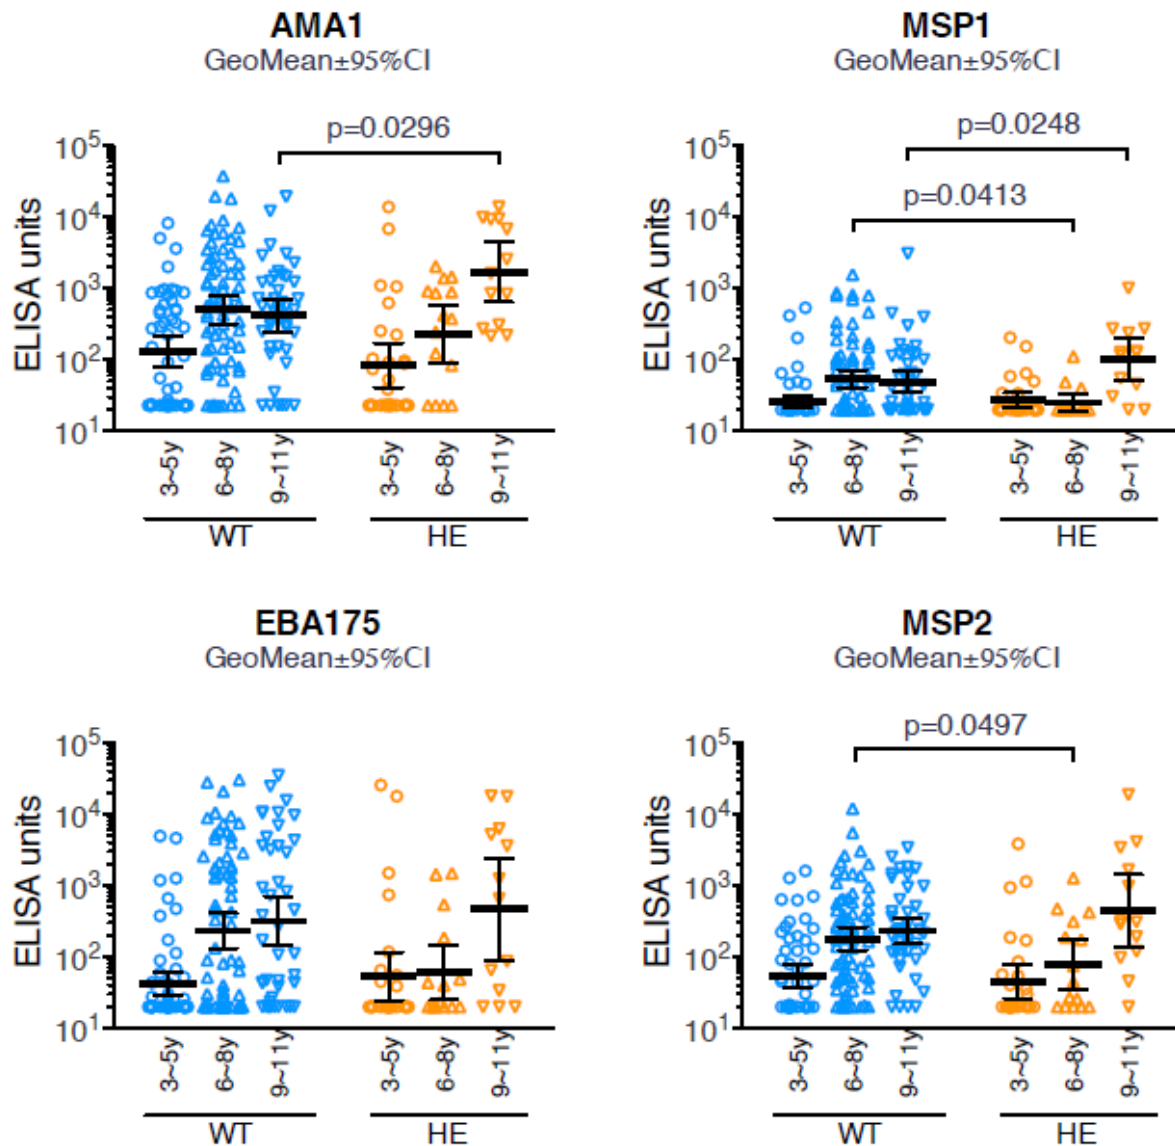 AMA1
GeoMean±95%CI
p=0.0296
ELISA units
10^5
10^4
10^3
10^2
10^1
3~5y
6~8y
9~11y
3~5y
6~8y
9~11y
WT
HE
MSP1
GeoMean±95%CI
p=0.0248
p=0.0413
ELISA units
10^5
10^4
10^3
10^2
10^1
3~5y
6~8y
9~11y
3~5y
6~8y
9~11y
WT
HE
EBA175
GeoMean±95%CI
ELISA units
10^5
10^4
10^3
10^2
10^1
3~5y
6~8y
9~11y
3~5y
6~8y
9~11y
WT
HE
MSP2
GeoMean±95%CI
p=0.0497
ELISA units
10^5
10^4
10^3
10^2
10^1
3~5y
6~8y
9~11y
3~5y
6~8y
9~11y
WT
HE